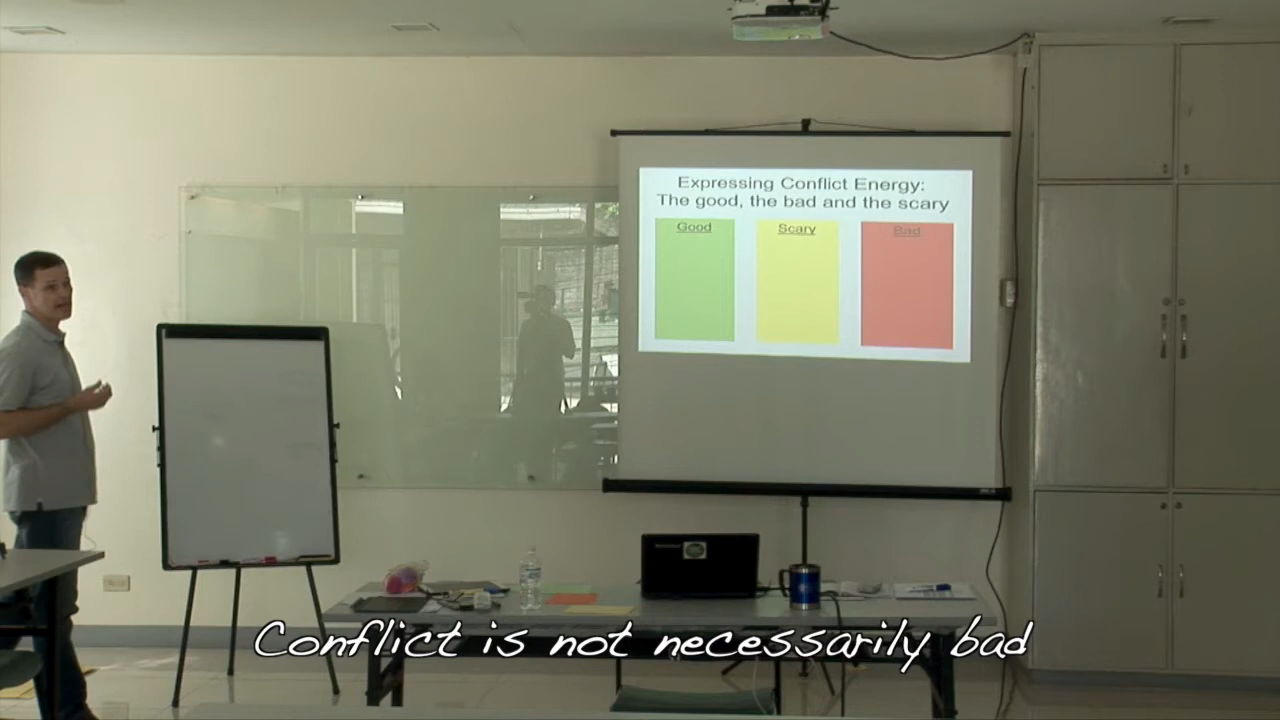 Expressing Conflict Energy:
The good, the bad and the scary
Good
Scary
Bad
Conflict is not necessarily bad